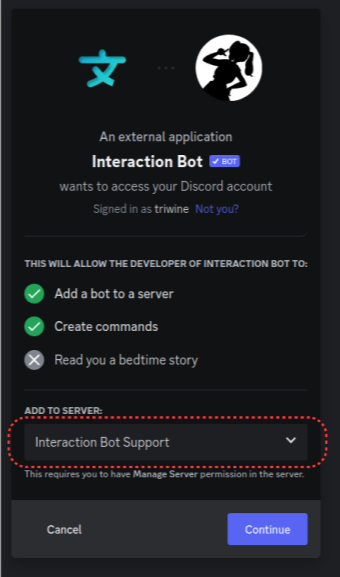 文
An external application
Interaction Bot ✓ BOT
wants to access your Discord account
Signed in as triwine Not you?
THIS WILL ALLOW THE DEVELOPER OF INTERACTION BOT TO:
Add a bot to a server
Create commands
Read you a bedtime story
ADD TO SERVER:
Interaction Bot Support
This requires you to have Manage Server permission in the server.
Cancel
Continue